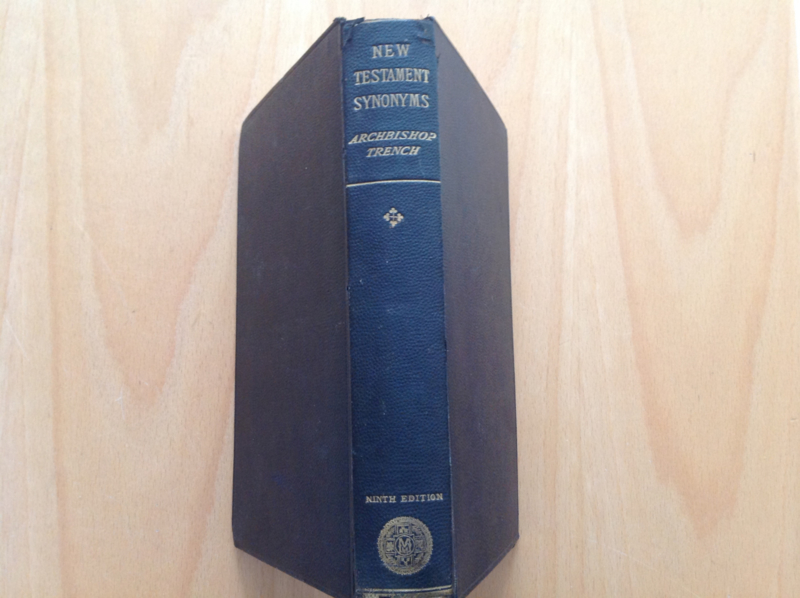 NEW
TESTAMENT
SYNONYMS
ARCHBISHOP
TRENCH
NINTH EDITION
M